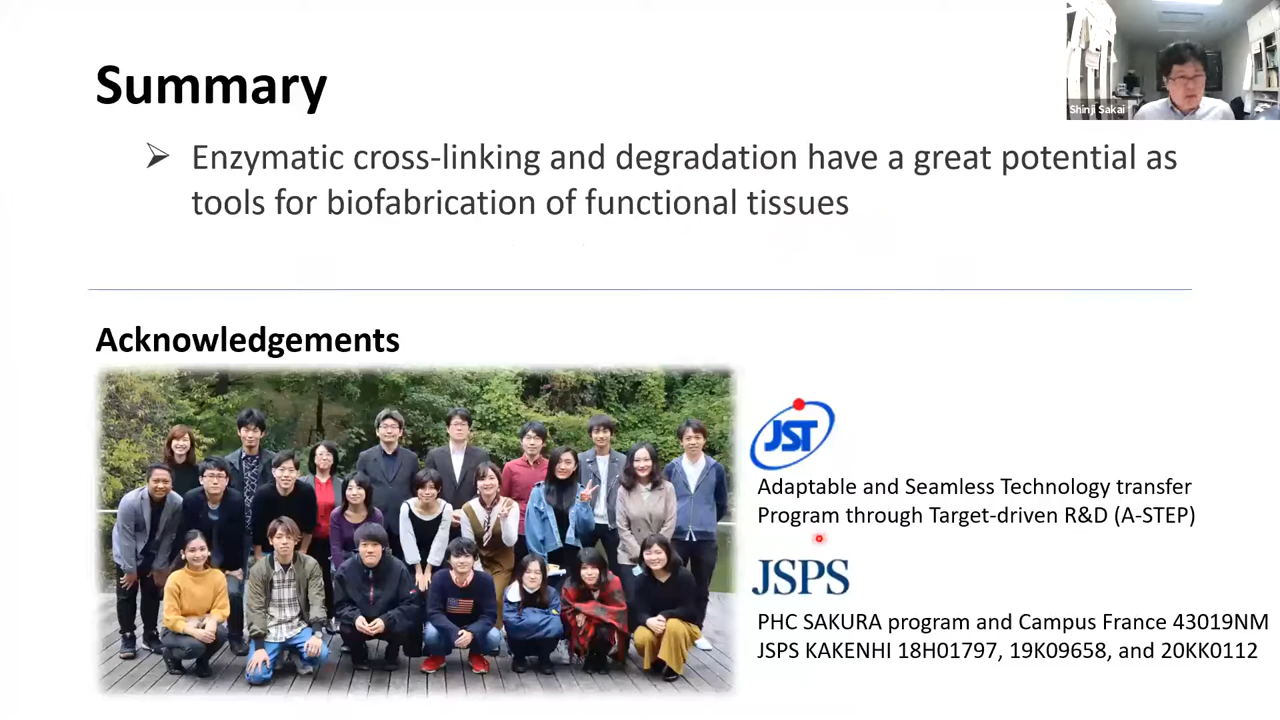 Summary
Shinji Sakai
Enzymatic cross-linking and degradation have a great potential as
tools for biofabrication of functional tissues
Acknowledgements
JST
Adaptable and Seamless Technology transfer
Program through Target-driven R&D (A-STEP)
JSPS
PHC SAKURA program and Campus France 43019NM
JSPS KAKENHI 18H01797, 19K09658, and 20KK0112